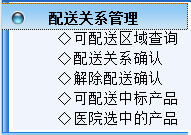 配送关系管理
◇可配送区域查询
◇配送关系确认
◇解除配送确认
◇可配送中标产品
◇医院选中的产品